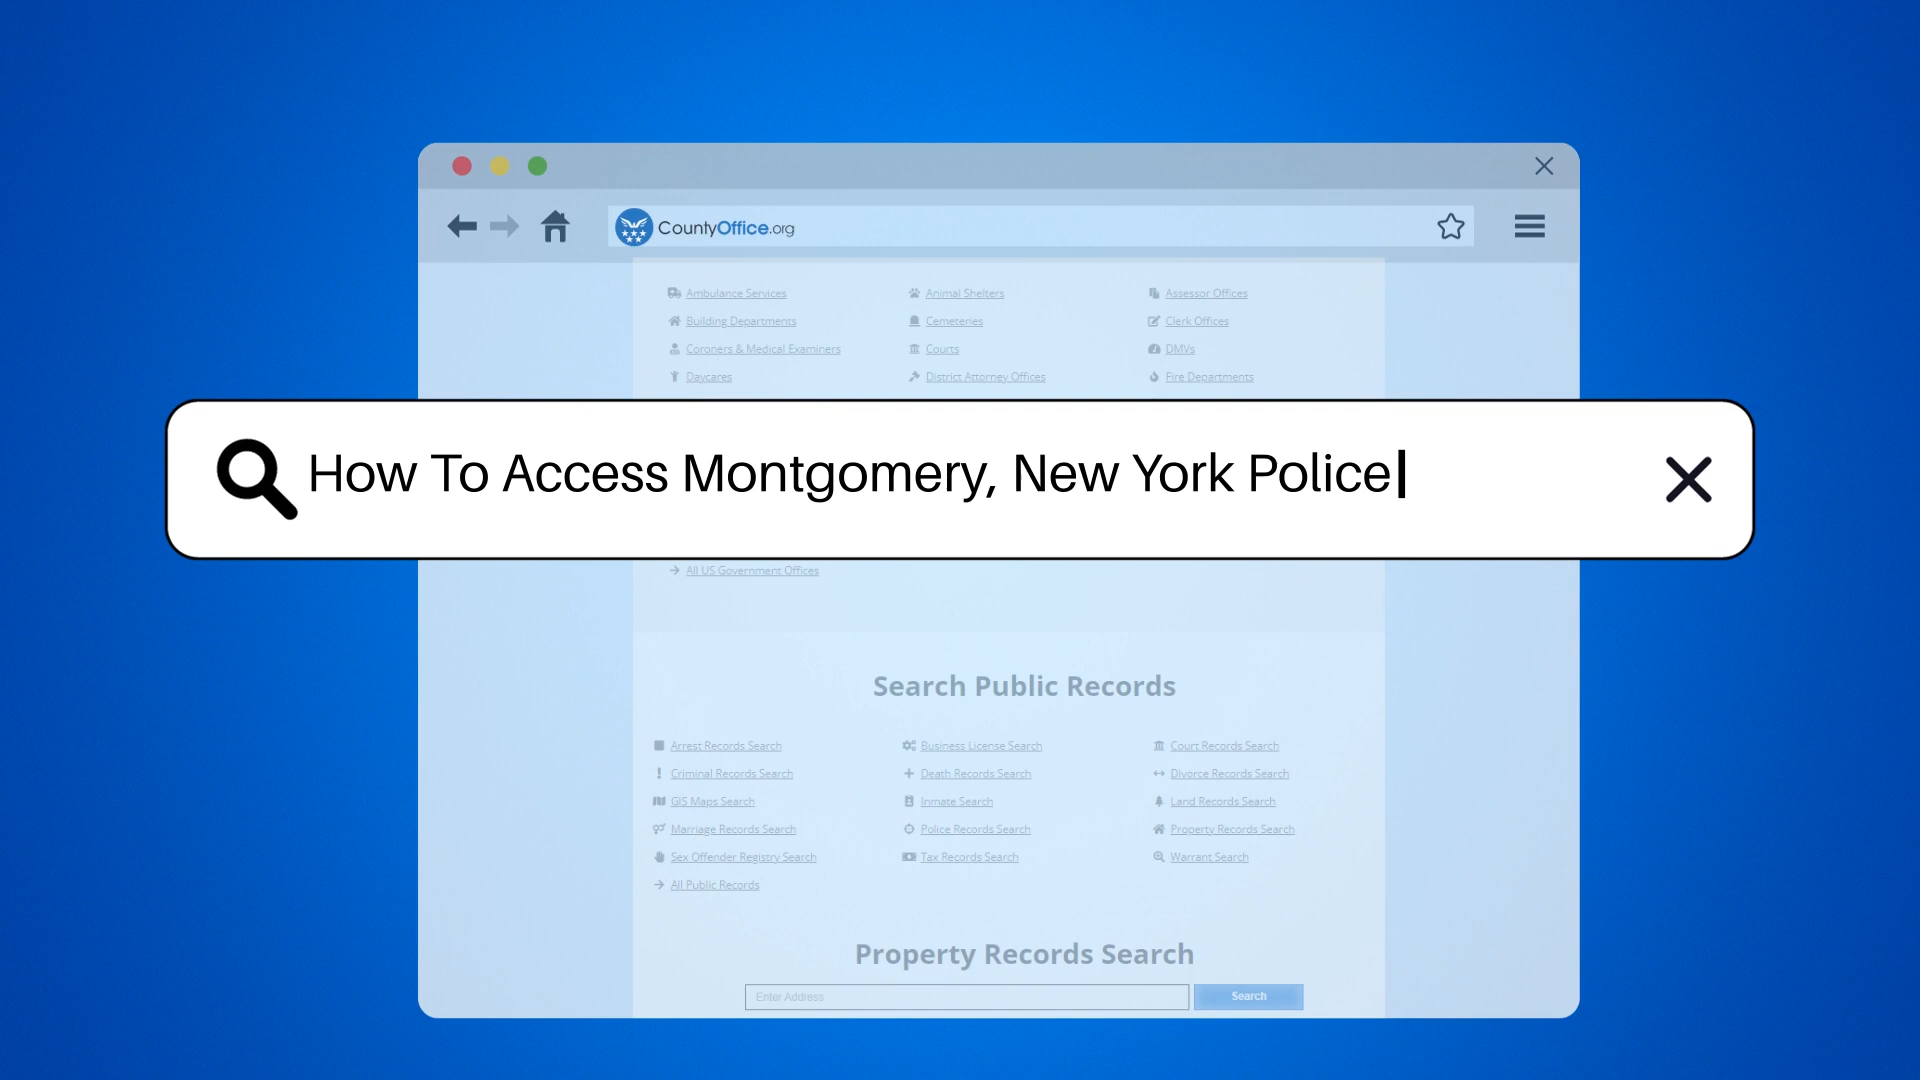 CountyOffice.org
Ambulance Services Animal Shelters Assessor Offices
Building Departments Cemeteries Clerk Offices
Coroners & Medical Examiners Courts DMVs
Daycares District Attorney Offices Fire Departments
How To Access Montgomery, New York Police
All US Government Offices
Search Public Records
Arrest Records Search Business License Search Court Records Search
Criminal Records Search Death Records Search Divorce Records Search
GIS Maps Search Inmate Search Land Records Search
Marriage Records Search Police Records Search Property Records Search
Sex Offender Registry Search Tax Records Search Warrant Search
All Public Records
Property Records Search
Enter Address Search